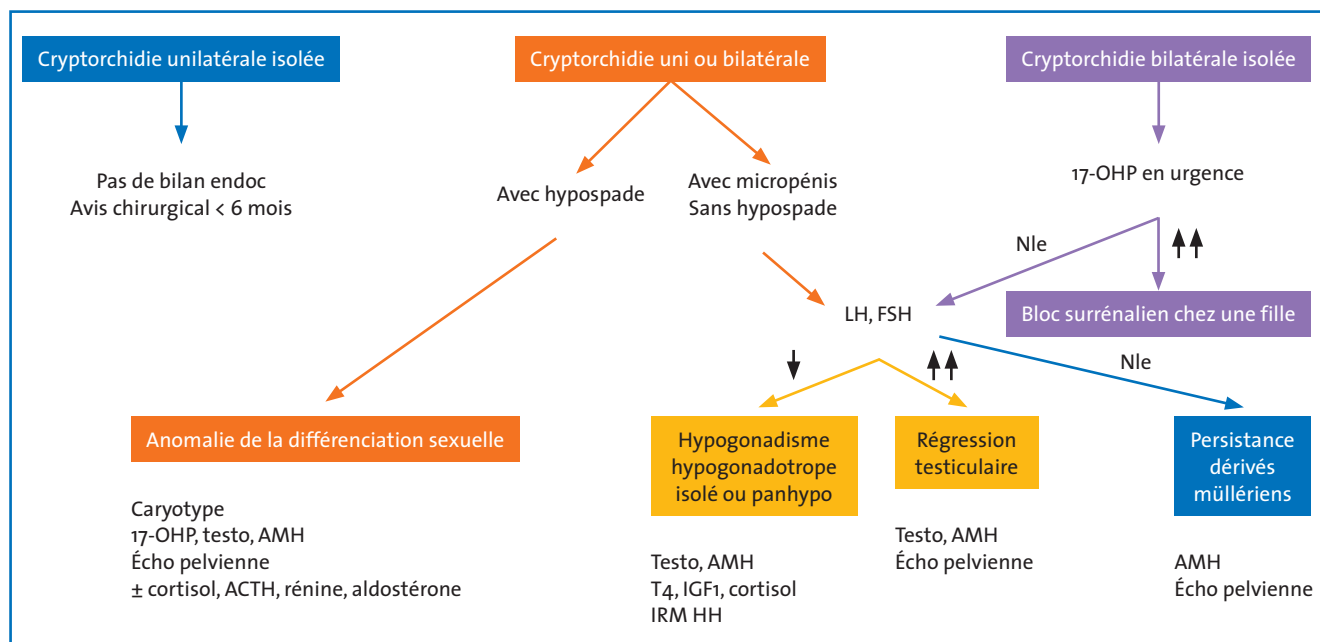 Cryptorchidie unilatérale isolée
Pas de bilan endoc
Avis chirurgical < 6 mois
Cryptorchidie uni ou bilatérale
Avec hypospade
Avec micropénis
Sans hypospade
Cryptorchidie bilatérale isolée
17-OHP en urgence
Nle
Bloc surrénalien chez une fille
LH, FSH
Nle
Anomalie de la différenciation sexuelle
Caryotype
17-OHP, testo, AMH
Écho pelvienne
± cortisol, ACTH, rénine, aldostérone
Hypogonadisme
hypogonadotrope
isolé ou panhypo
Testo, AMH
T4, IGF1, cortisol
IRM HH
Régression
testiculaire
Testo, AMH
Écho pelvienne
Persistance
dérivés
müllériens
AMH
Écho pelvienne